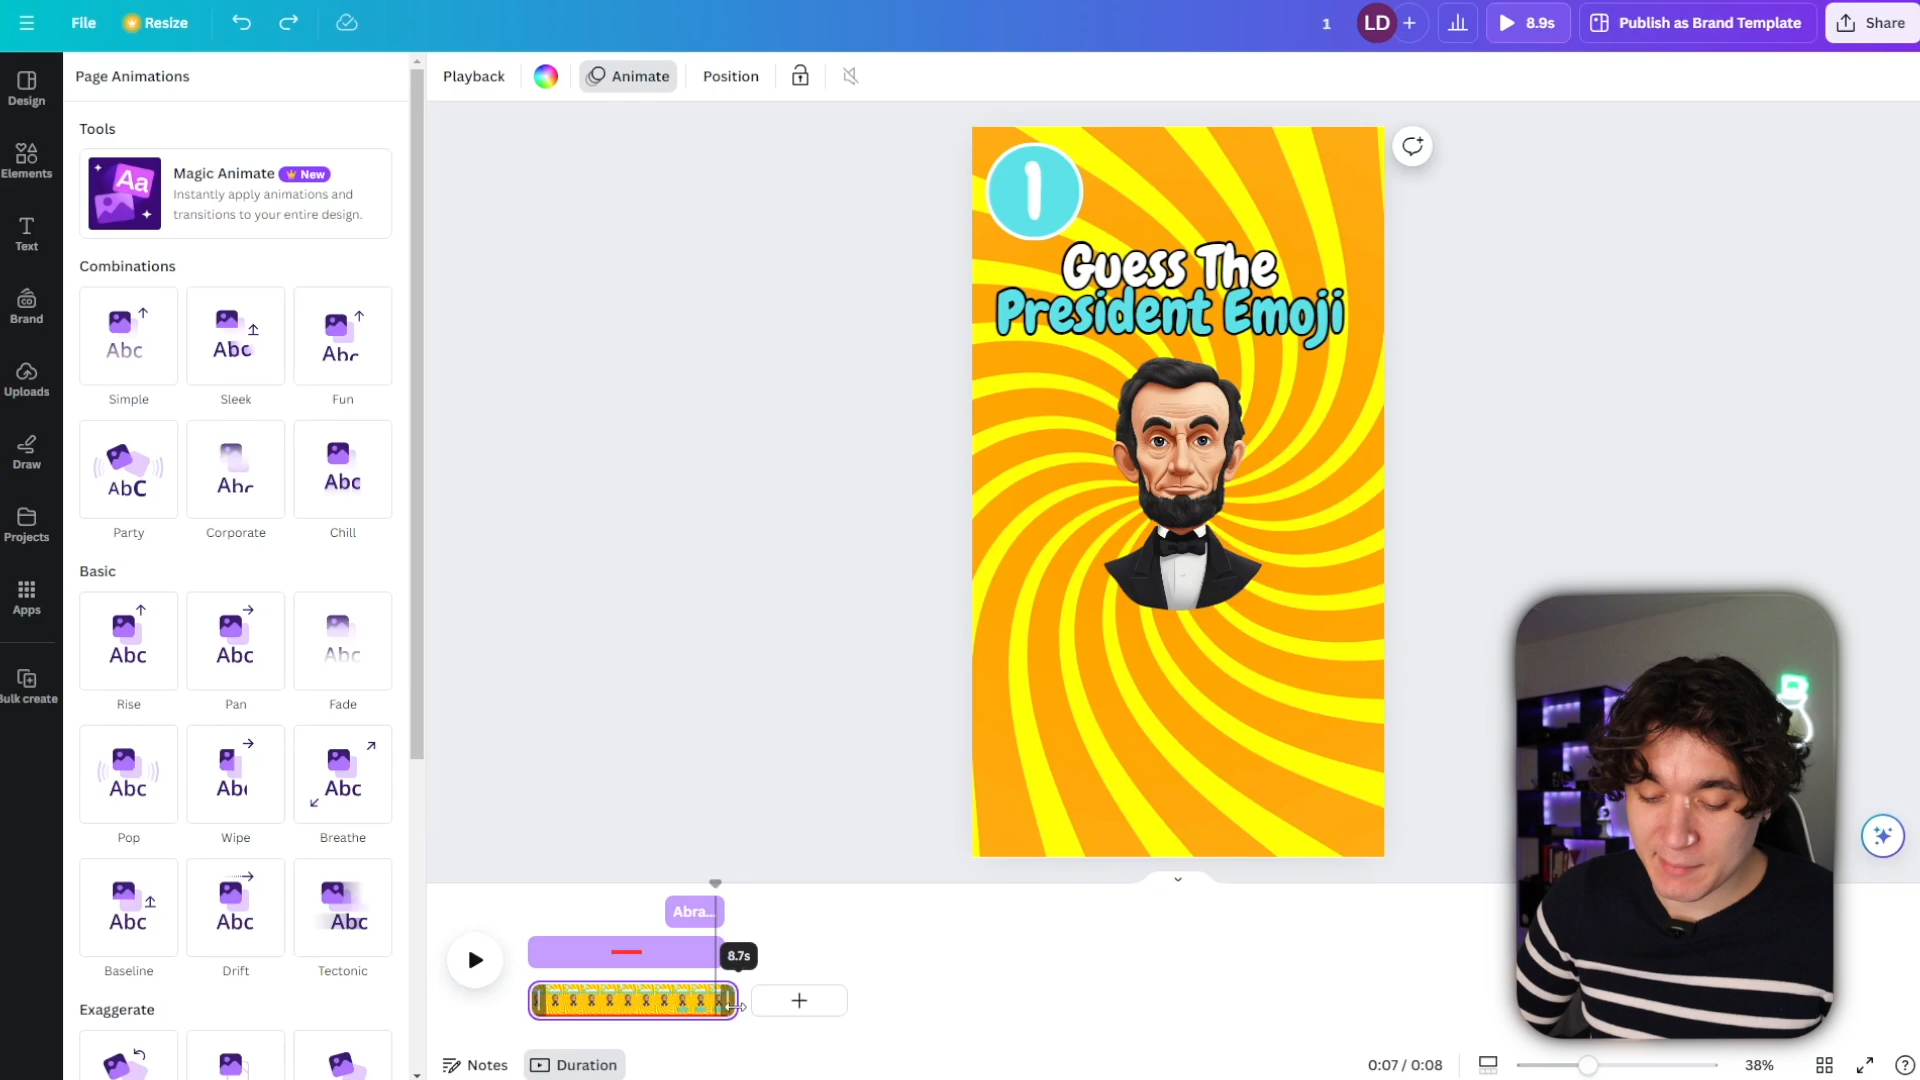 File
Resize
1
LD
8.9s
Publish as Brand Template
Share
Design
Elements
Text
Brand
Uploads
Draw
Projects
Apps
Bulk create
Page Animations
Tools
Aa
Magic Animate
New
Instantly apply animations and
transitions to your entire design.
Combinations
Abc
Abc
Abc
Simple
Sleek
Fun
AbC
Abc
Abc
Party
Corporate
Chill
Basic
Abc
Abc
Abc
Rise
Pan
Fade
Abc
Abc
Abc
Pop
Wipe
Breathe
Abc
Abc
Abc
Baseline
Drift
Tectonic
Exaggerate
Playback
Animate
Position
1
Guess The
President Emoji
Abra...
8.7s
Notes
Duration
0:07 / 0:08
38%